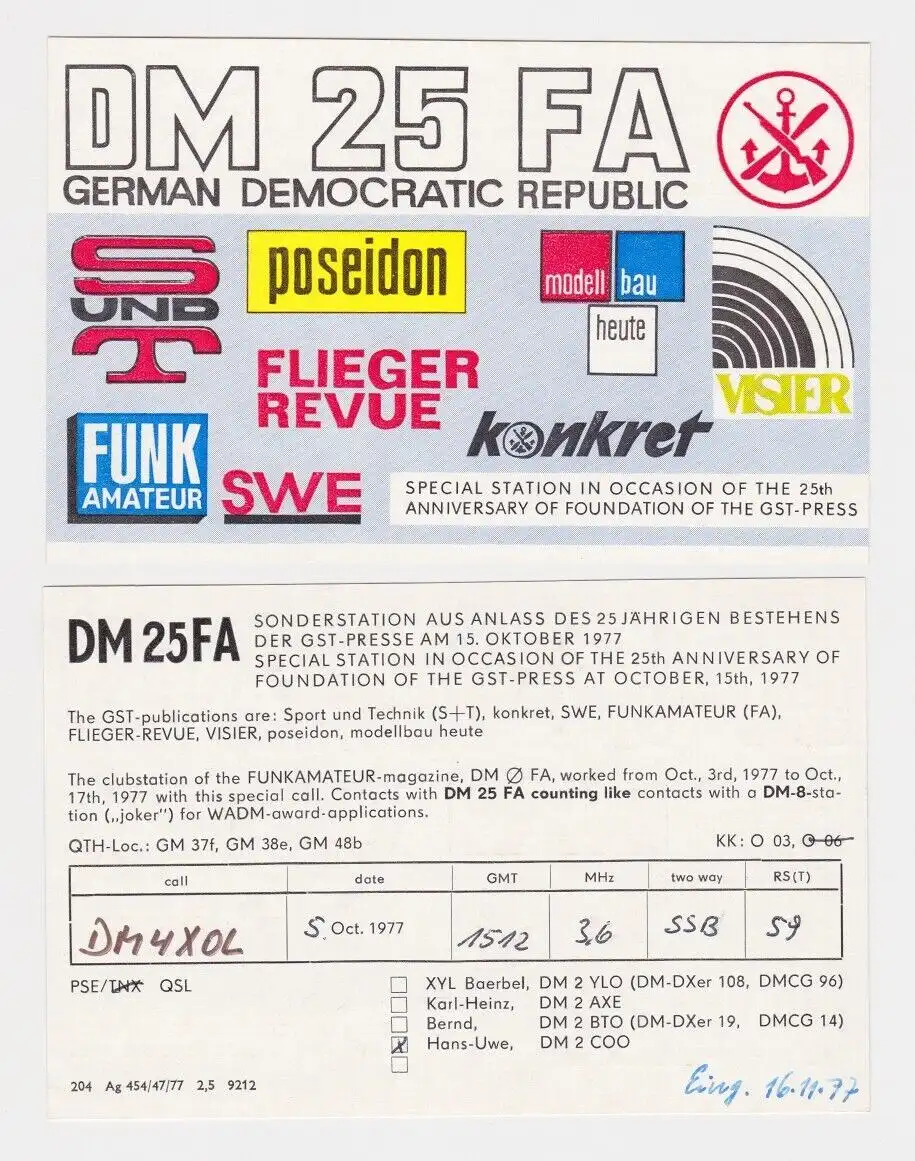 DM 25 FA
GERMAN DEMOCRATIC REPUBLIC
S
UND
T
poseidon
modell bau
heute
VISIER
FLIEGER
REVUE
konkret
FUNK
AMATEUR
SWE
SPECIAL STATION IN OCCASION OF THE 25th
ANNIVERSARY OF FOUNDATION OF THE GST-PRESS
DM 25 FA
SONDERSTATION AUS ANLASS DES 25 JÄHRIGEN BESTEHENS
DER GST-PRESSE AM 15. OKTOBER 1977
SPECIAL STATION IN OCCASION OF THE 25th ANNIVERSARY OF
FOUNDATION OF THE GST-PRESS AT OCTOBER, 15th, 1977
The GST-publications are: Sport und Technik (S+T), konkret, SWE, FUNKAMATEUR (FA),
FLIEGER-REVUE, VISIER, poseidon, modellbau heute
The clubstation of the FUNKAMATEUR-magazine, DM Ø FA, worked from Oct., 3rd, 1977 to Oct.,
17th, 1977 with this special call. Contacts with DM 25 FA counting like contacts with a DM-8-sta-
tion („joker") for WADM-award-applications.
QTH-Loc.: GM 37f, GM 38e, GM 48b KK: O 03, O 06
call date GMT MHz two way RS(T)
DM4XOL 5. Oct. 1977 1512 3,6 SSB 59
PSE/TNX QSL
XYL Baerbel, DM 2 YLO (DM-DXer 108, DMCG 96)
Karl-Heinz, DM 2 AXE
Bernd, DM 2 BTO (DM-DXer 19, DMCG 14)
X Hans-Uwe, DM 2 COO
204 Ag 454/47/77 2,5 9212
Eing. 16.11.77